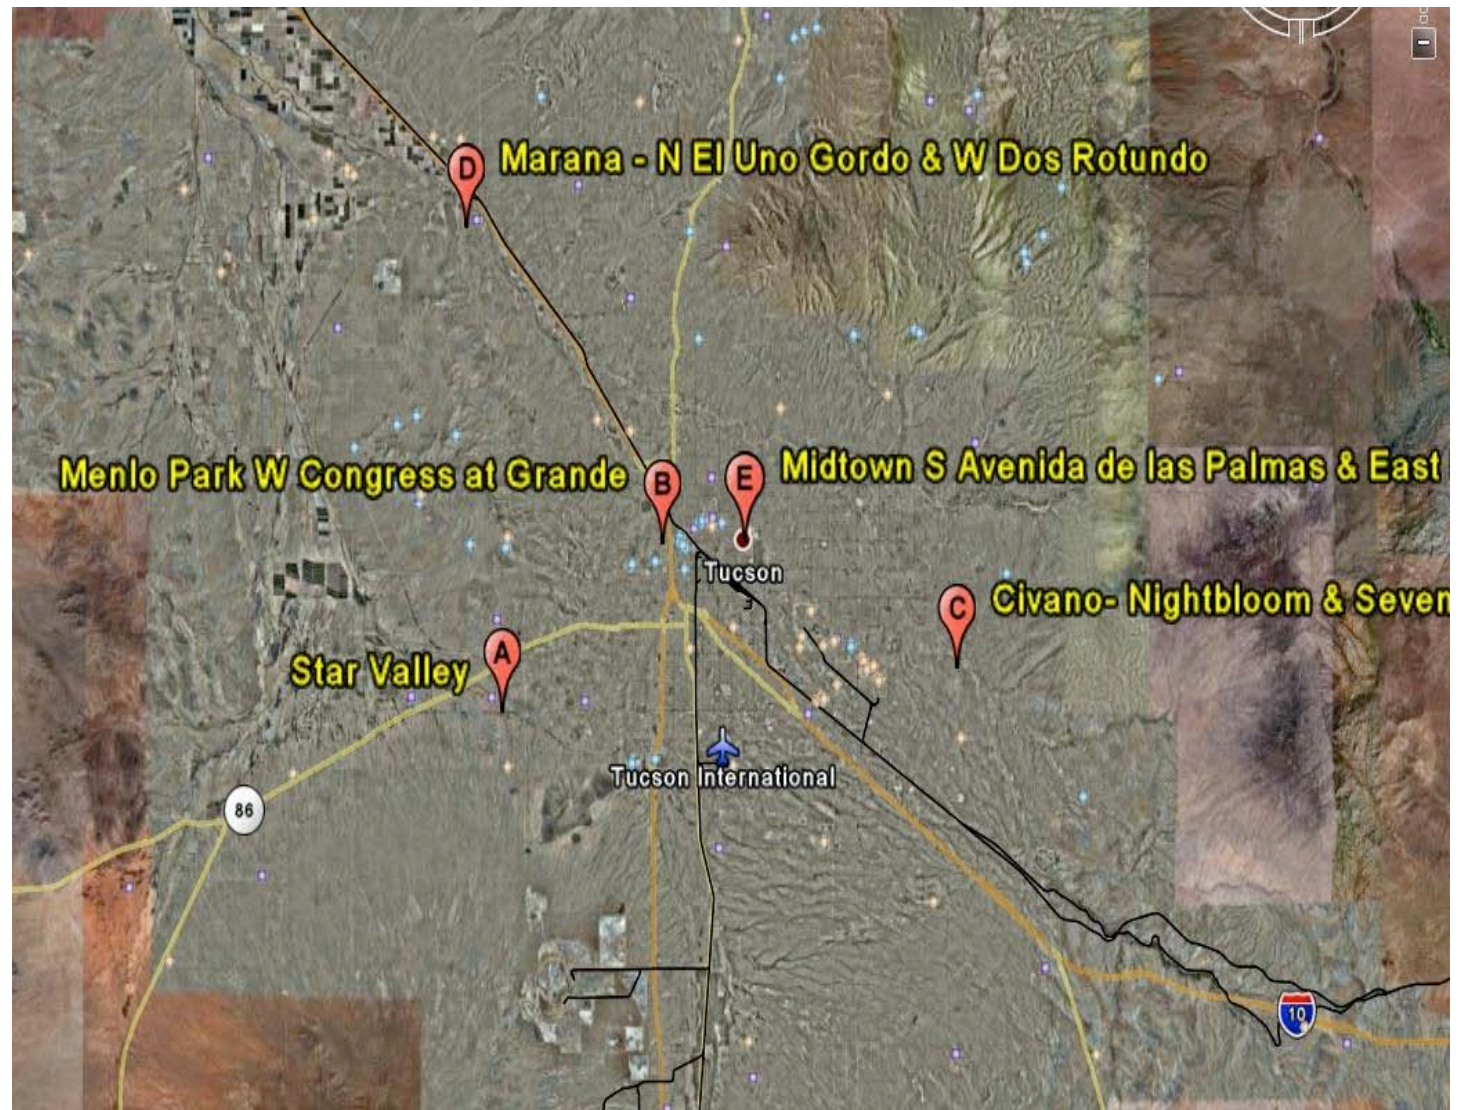 D
Marana - N El Uno Gordo & W Dos Rotundo
Menlo Park W Congress at Grande
B
E
Midtown S Avenida de las Palmas & East
Tucson
C
Civano- Nightbloom & Seven
A
Star Valley
Tucson International
86
10